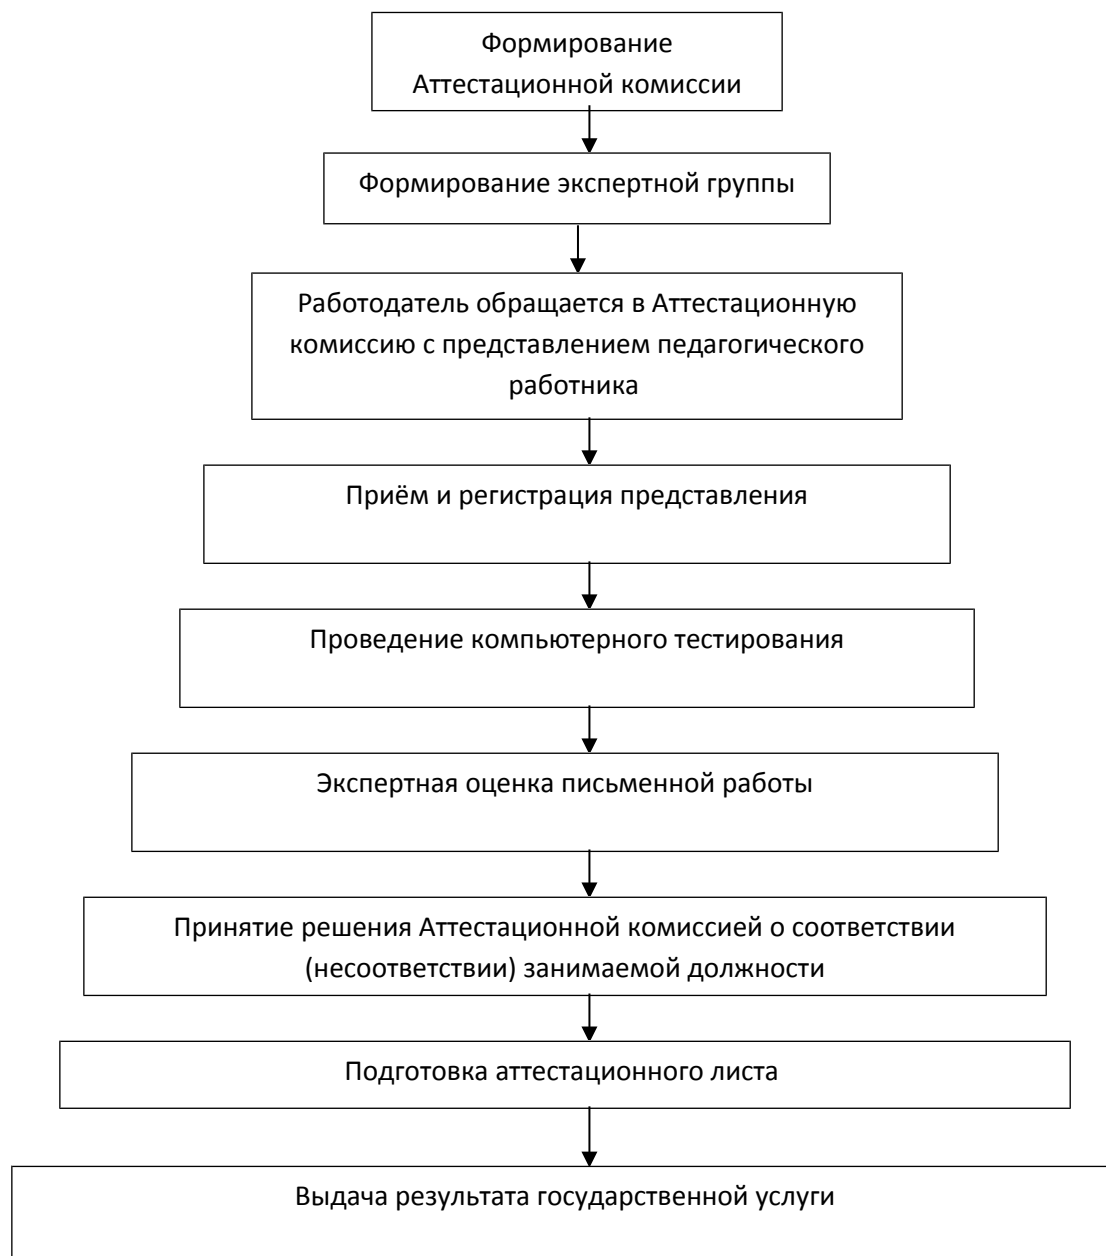 Формирование
Аттестационной комиссии
Формирование экспертной группы
Работодатель обращается в Аттестационную
комиссию с представлением педагогического
работника
Приём и регистрация представления
Проведение компьютерного тестирования
Экспертная оценка письменной работы
Принятие решения Аттестационной комиссией о соответствии
(несоответствии) занимаемой должности
Подготовка аттестационного листа
Выдача результата государственной услуги